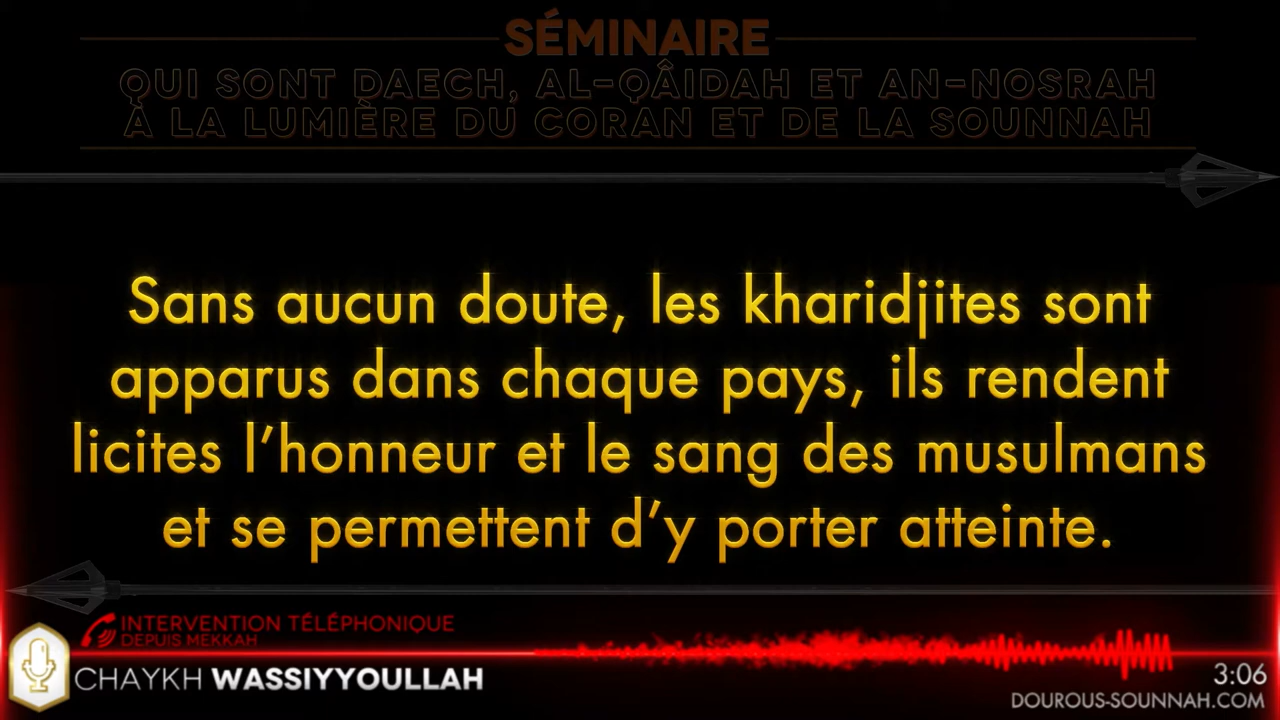 SÉMINAIRE
QUI SONT DAECH, AL-QÂIDAH ET AN-NOSRAH
À LA LUMIÈRE DU CORAN ET DE LA SOUNNAH
Sans aucun doute, les kharidjites sont
apparus dans chaque pays, ils rendent
licites l’honneur et le sang des musulmans
et se permettent d’y porter atteinte.
INTERVENTION TÉLÉPHONIQUE
DEPUIS MEKKAH
CHAYKH WASSIYYOULLAH
3:06
DOUROUS-SOUNNAH.COM